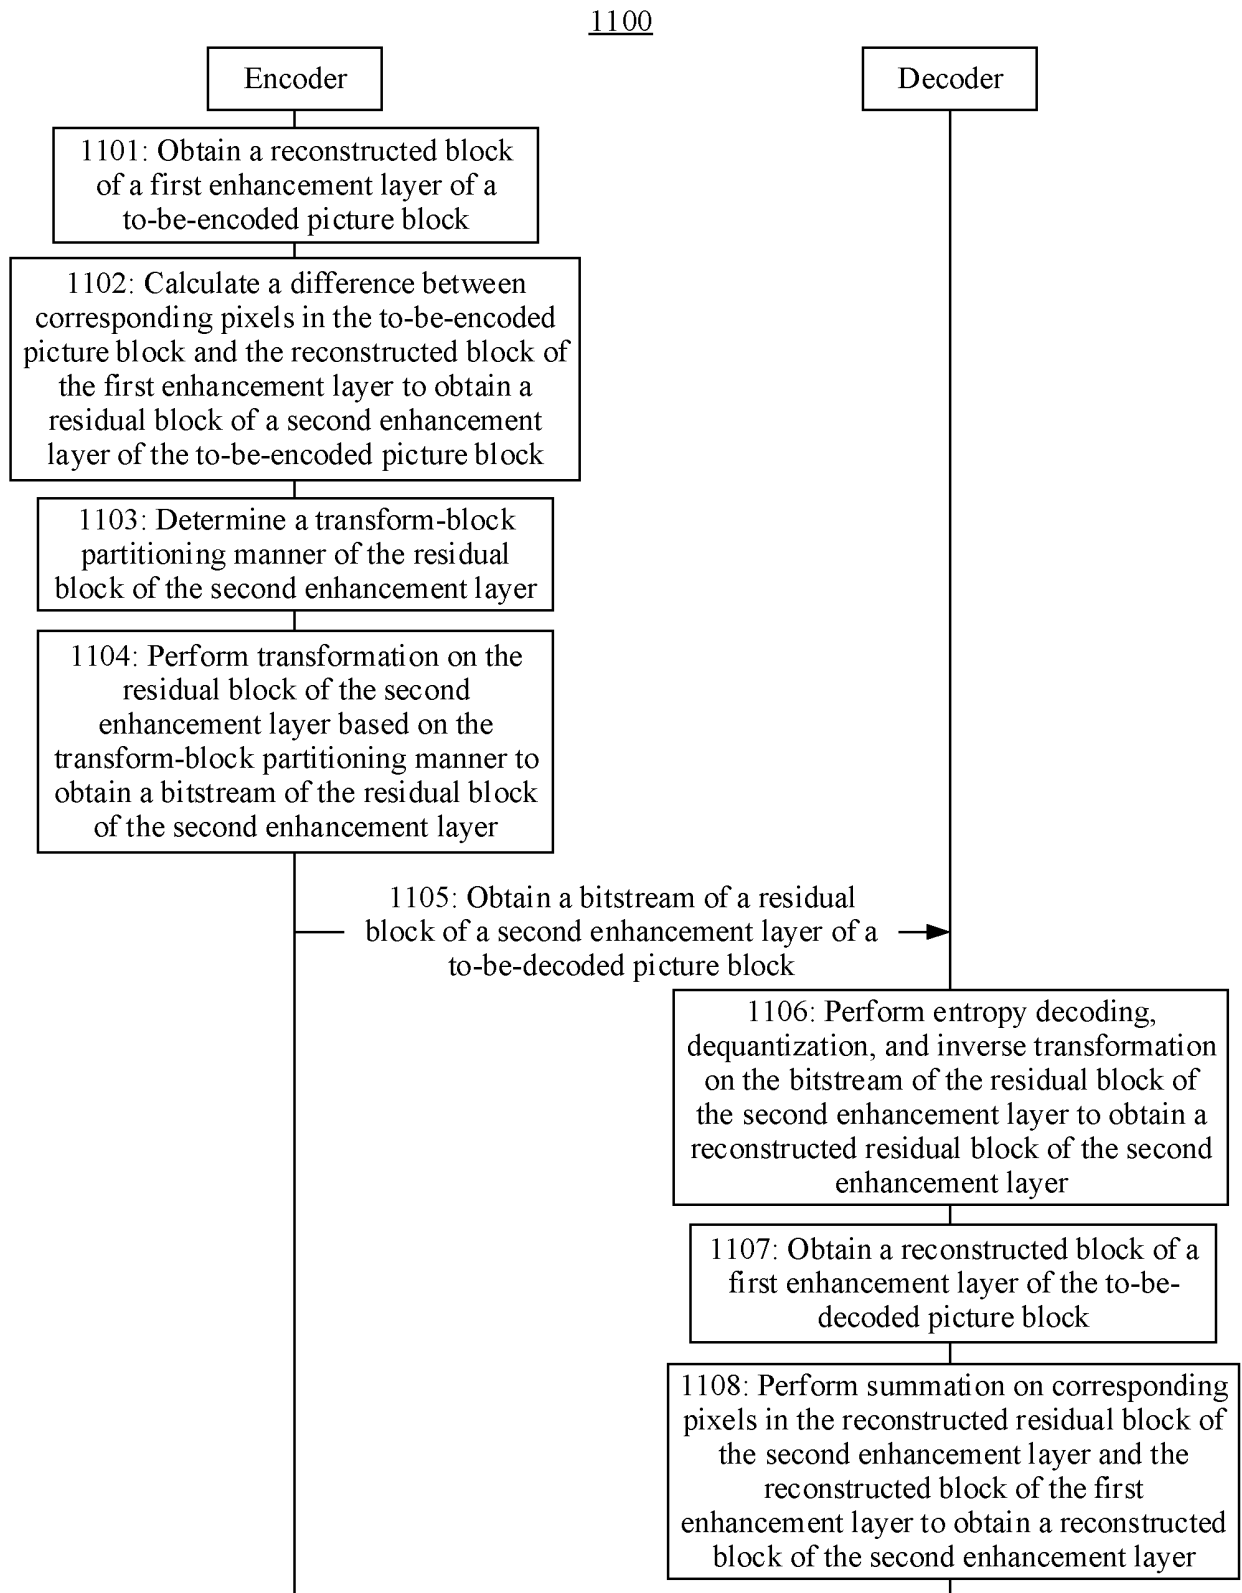 1100
Encoder
Decoder
1101: Obtain a reconstructed block
of a first enhancement layer of a
to-be-encoded picture block
1102: Calculate a difference between
corresponding pixels in the to-be-encoded
picture block and the reconstructed block of
the first enhancement layer to obtain a
residual block of a second enhancement
layer of the to-be-encoded picture block
1103: Determine a transform-block
partitioning manner of the residual
block of the second enhancement layer
1104: Perform transformation on the
residual block of the second
enhancement layer based on the
transform-block partitioning manner to
obtain a bitstream of the residual block
of the second enhancement layer
1105: Obtain a bitstream of a residual
block of a second enhancement layer of a
to-be-decoded picture block
1106: Perform entropy decoding,
dequantization, and inverse transformation
on the bitstream of the residual block of
the second enhancement layer to obtain a
reconstructed residual block of the second
enhancement layer
1107: Obtain a reconstructed block of a
first enhancement layer of the to-be-
decoded picture block
1108: Perform summation on corresponding
pixels in the reconstructed residual block of
the second enhancement layer and the
reconstructed block of the first
enhancement layer to obtain a reconstructed
block of the second enhancement layer